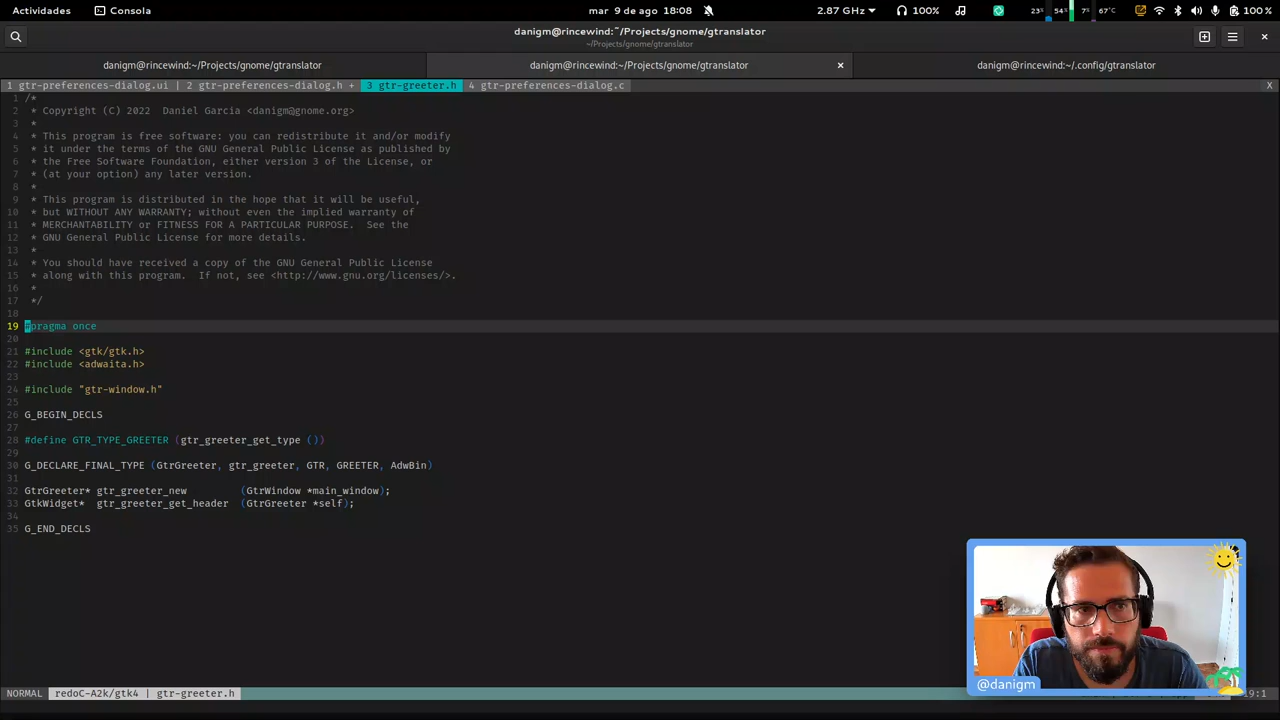 Actividades
Consola
mar 9 de ago 18:08
2.87 GHz
100%
23%
54%
7%
67°C
100 %
danigm@rincewind:~/Projects/gnome/gtranslator
~/Projects/gnome/gtranslator
danigm@rincewind:~/Projects/gnome/gtranslator
danigm@rincewind:~/Projects/gnome/gtranslator
danigm@rincewind:~/.config/gtranslator
1 gtr-preferences-dialog.ui | 2 gtr-preferences-dialog.h + 3 gtr-greeter.h 4 gtr-preferences-dialog.c X
1 /*
2 * Copyright (C) 2022  Daniel Garcia <danigm@gnome.org>
3 *
4 * This program is free software: you can redistribute it and/or modify
5 * it under the terms of the GNU General Public License as published by
6 * the Free Software Foundation, either version 3 of the License, or
7 * (at your option) any later version.
8 *
9 * This program is distributed in the hope that it will be useful,
10 * but WITHOUT ANY WARRANTY; without even the implied warranty of
11 * MERCHANTABILITY or FITNESS FOR A PARTICULAR PURPOSE.  See the
12 * GNU General Public License for more details.
13 *
14 * You should have received a copy of the GNU General Public License
15 * along with this program.  If not, see <http://www.gnu.org/licenses/>.
16 *
17 */
18
19 #pragma once
20
21 #include <gtk/gtk.h>
22 #include <adwaita.h>
23
24 #include "gtr-window.h"
25
26 G_BEGIN_DECLS
27
28 #define GTR_TYPE_GREETER (gtr_greeter_get_type ())
29
30 G_DECLARE_FINAL_TYPE (GtrGreeter, gtr_greeter, GTR, GREETER, AdwBin)
31
32 GtrGreeter* gtr_greeter_new         (GtrWindow *main_window);
33 GtkWidget*  gtr_greeter_get_header  (GtrGreeter *self);
34
35 G_END_DECLS
@danigm
NORMAL redoC-A2k/gtk4 | gtr-greeter.h
19:1